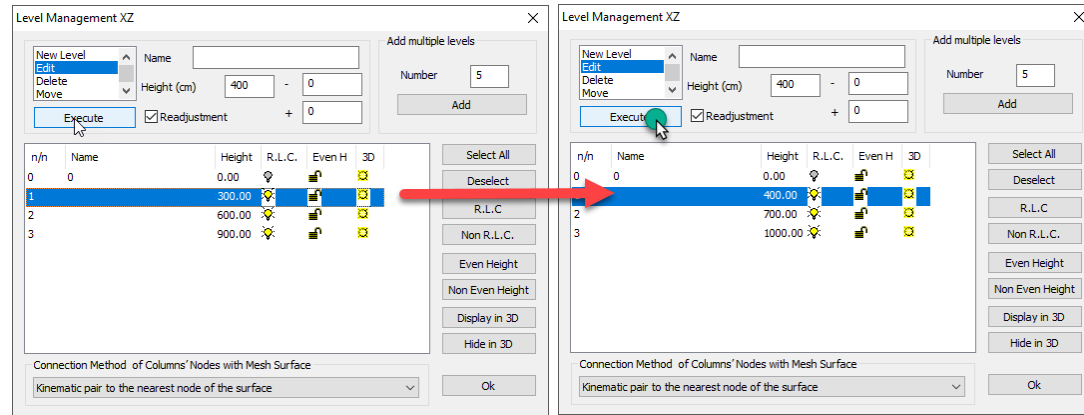 Level Management XZ
New Level
Edit
Delete
Move
Name
Height (cm) 400 - 0
+ 0
Execute
Readjustment
Add multiple levels
Number 5
Add
n/n Name Height R.L.C. Even H 3D
0 0 0.00
1 300.00
2 600.00
3 900.00
Select All
Deselect
R.L.C
Non R.L.C.
Even Height
Non Even Height
Display in 3D
Hide in 3D
Connection Method of Columns´Nodes with Mesh Surface
Kinematic pair to the nearest node of the surface
Ok
Level Management XZ
New Level
Edit
Delete
Move
Name
Height (cm) 400 - 0
+ 0
Execute
Readjustment
Add multiple levels
Number 5
Add
n/n Name Height R.L.C. Even H 3D
0 0 0.00
400.00
2 700.00
3 1000.00
Select All
Deselect
R.L.C
Non R.L.C.
Even Height
Non Even Height
Display in 3D
Hide in 3D
Connection Method of Columns´Nodes with Mesh Surface
Kinematic pair to the nearest node of the surface
Ok